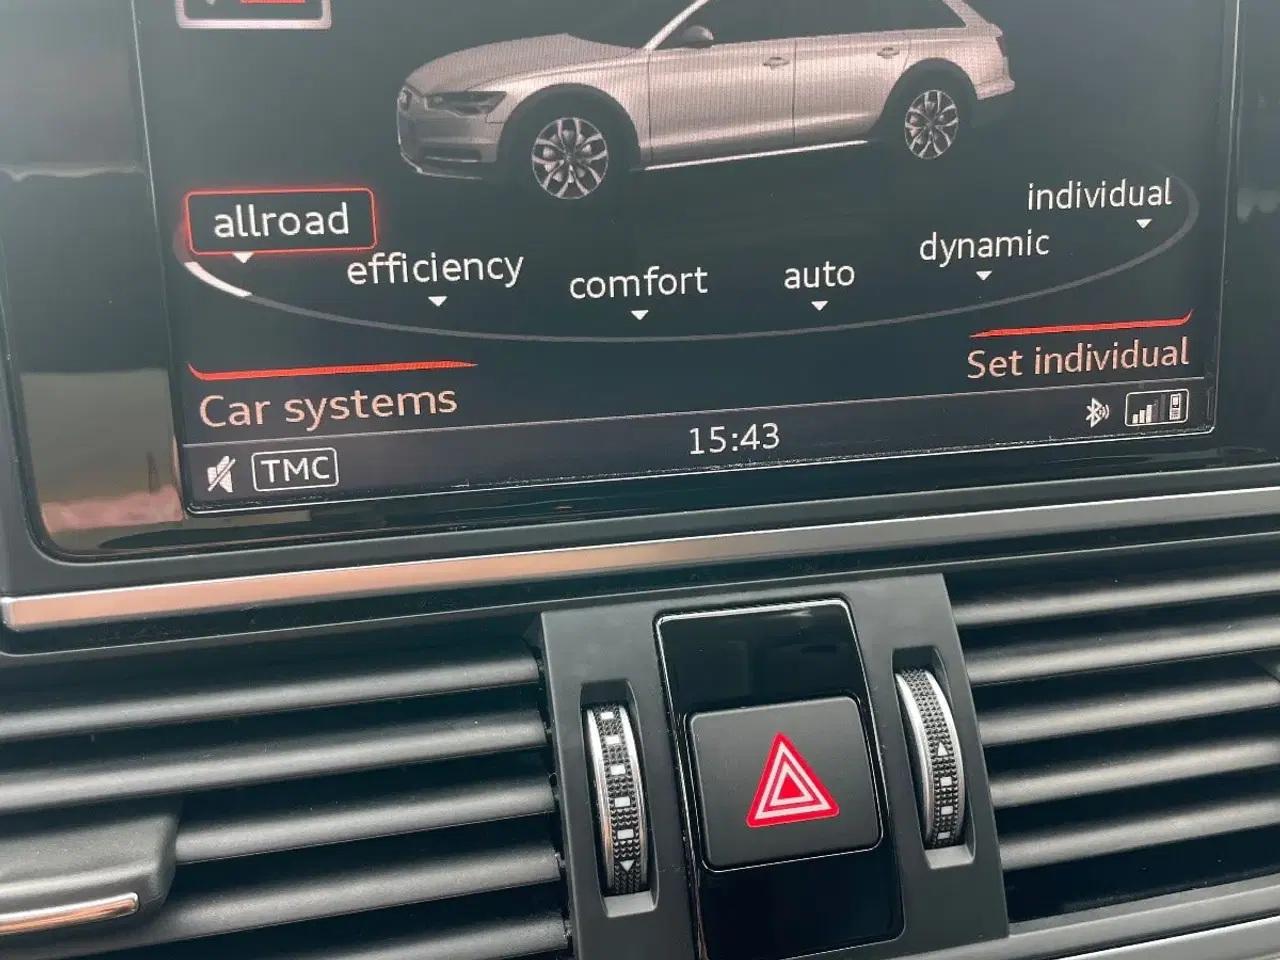 allroad
efficiency
comfort
auto
dynamic
individual
Car systems
Set individual
TMC
15:43